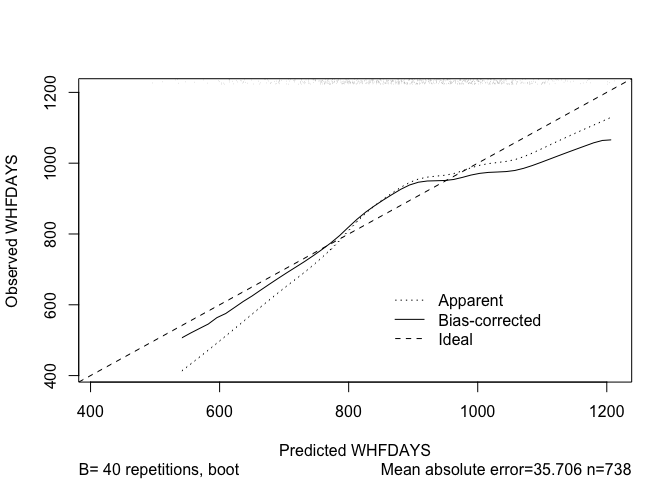 Observed WHFDAYS
1200
1000
800
600
400
Apparent
Bias-corrected
Ideal
400 600 800 1000 1200
Predicted WHFDAYS
B= 40 repetitions, boot Mean absolute error=35.706 n=738